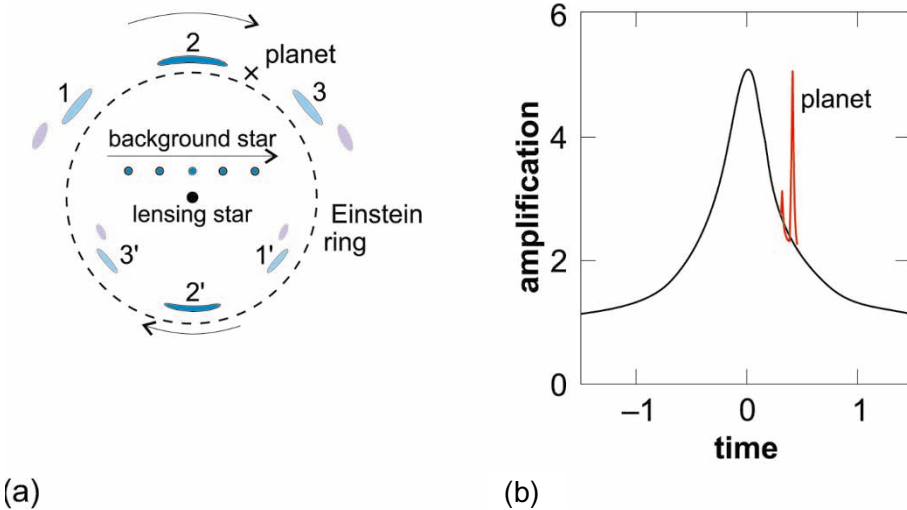 2
planet
1
3
background star
lensing star
Einstein
ring
3'
1'
2'
(a)
6
planet
4
amplification
2
0
–1
0
1
time
(b)